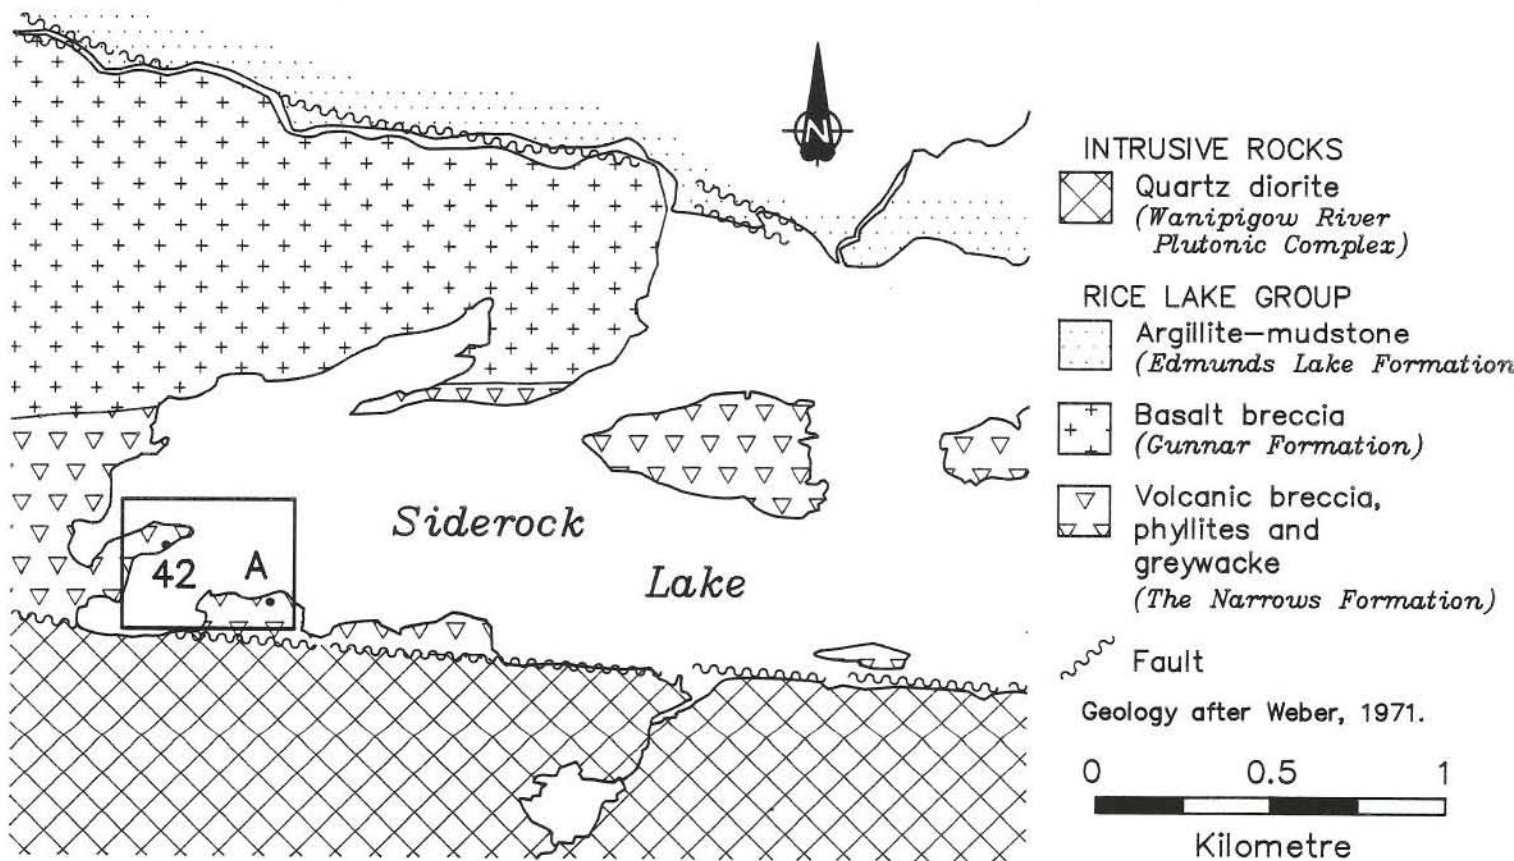 N
INTRUSIVE ROCKS
Quartz diorite
(Wanipigow River
Plutonic Complex)
RICE LAKE GROUP
Argillite-mudstone
(Edmunds Lake Formation
Basalt breccia
(Gunnar Formation)
Volcanic breccia,
phyllites and
greywacke
(The Narrows Formation)
Fault
Geology after Weber, 1971.
0 0.5 1
Kilometre
Siderock
Lake
42 A